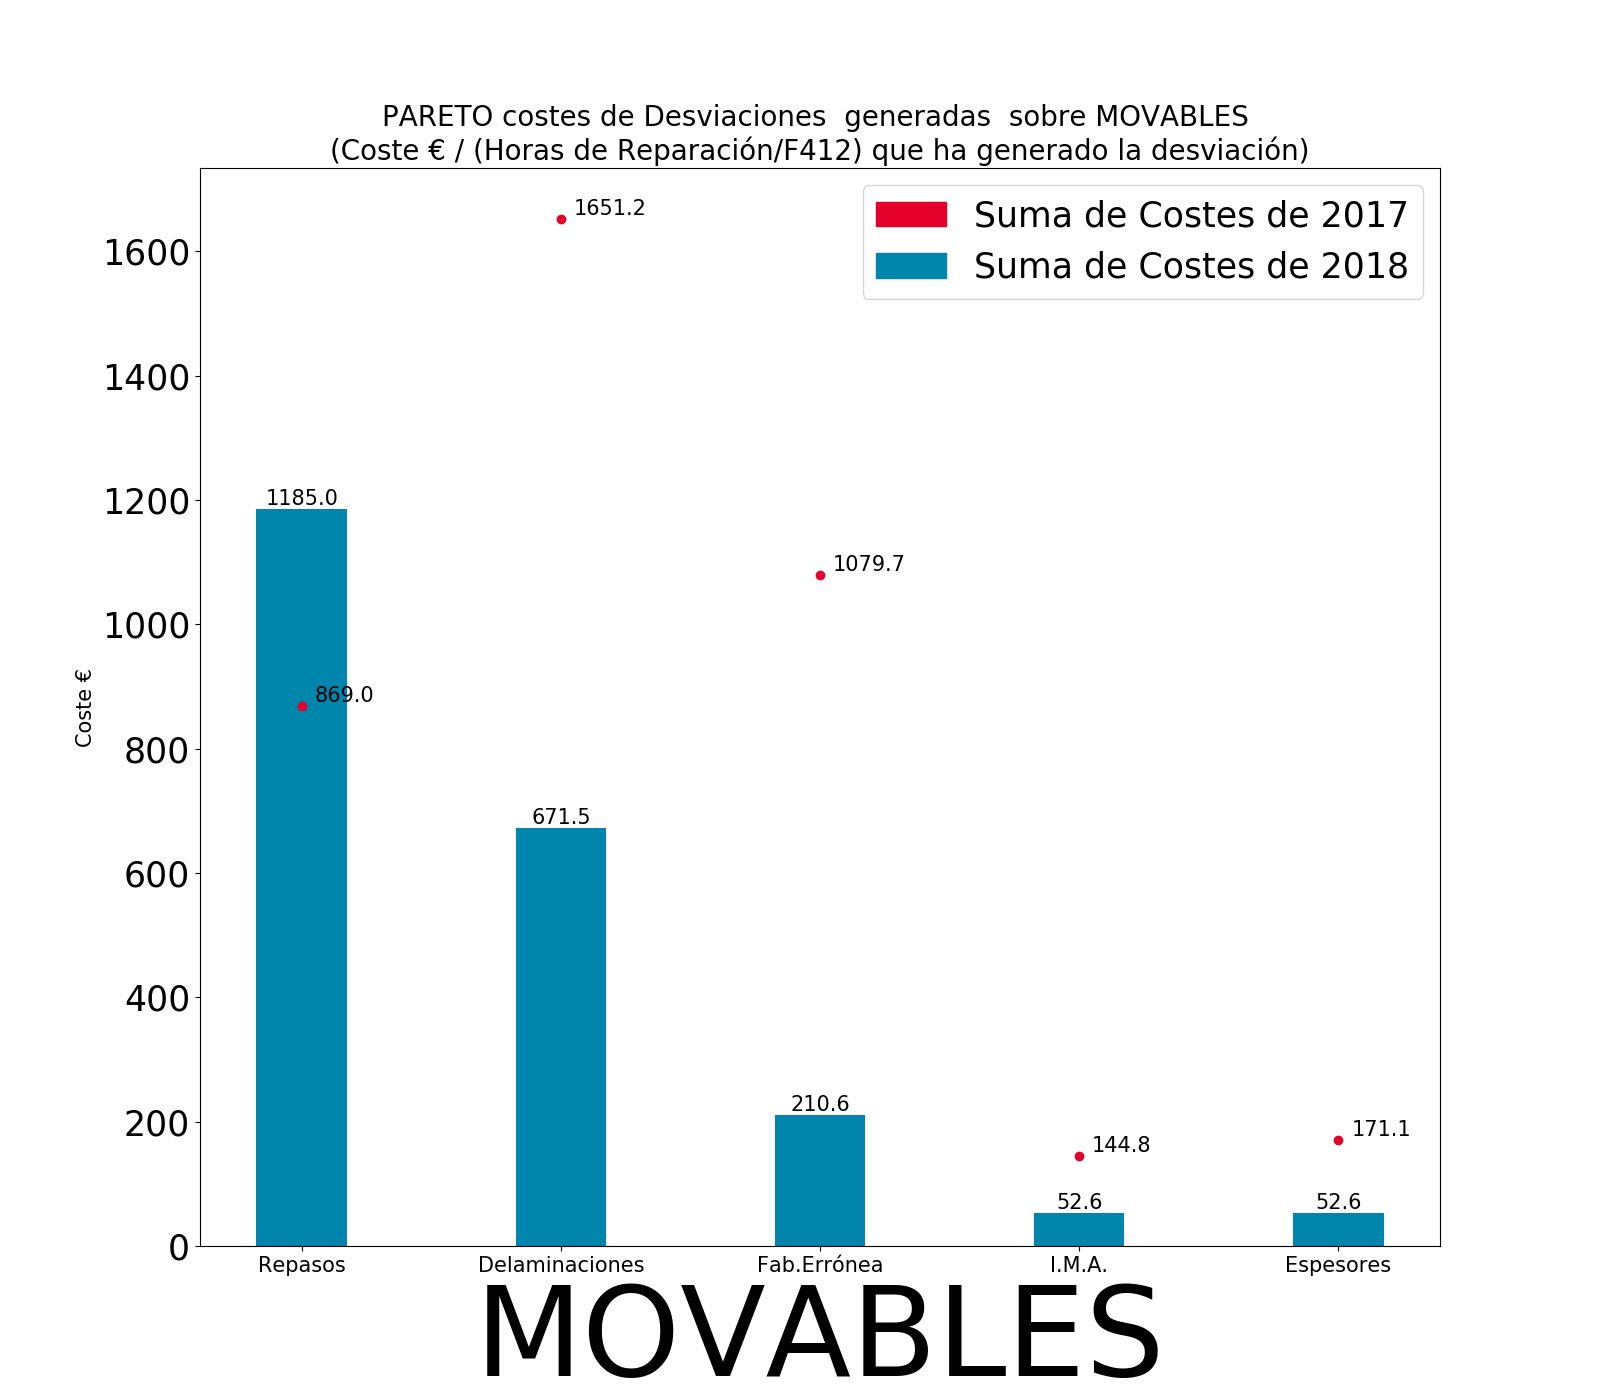 PARETO costes de Desviaciones  generadas  sobre MOVABLES
(Coste € / (Horas de Reparación/F412) que ha generado la desviación)
Suma de Costes de 2017
Suma de Costes de 2018
1651.2
1600
1400
1200
1185.0
1079.7
1000
869.0
Coste €
800
671.5
600
400
210.6
200
144.8
171.1
52.6
52.6
0
Repasos
Delaminaciones
Fab.Errónea
I.M.A.
Espesores
MOVABLES